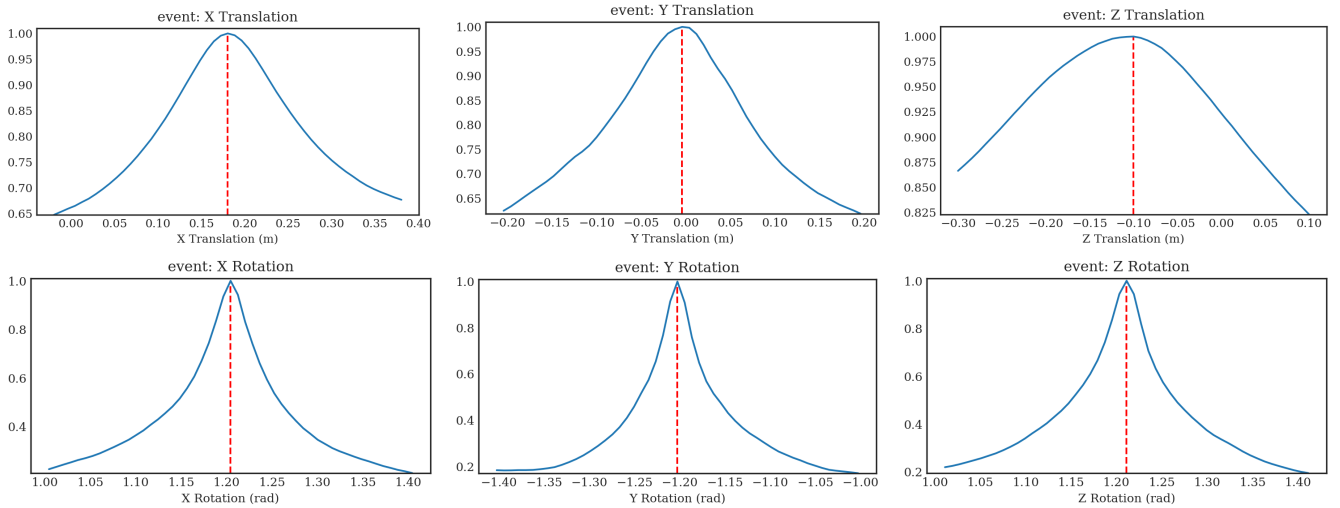 event: X Translation
1.00
0.95
0.90
0.85
0.80
0.75
0.70
0.65
0.00 0.05 0.10 0.15 0.20 0.25 0.30 0.35 0.40
X Translation (m)
event: Y Translation
1.00
0.95
0.90
0.85
0.80
0.75
0.70
0.65
−0.20 −0.15 −0.10 −0.05 −0.00 0.05 0.10 0.15 0.20
Y Translation (m)
event: Z Translation
1.000
0.975
0.950
0.925
0.900
0.875
0.850
0.825
−0.30 −0.25 −0.20 −0.15 −0.10 −0.05 0.00 0.05 0.10
Z Translation (m)
event: X Rotation
1.0
0.8
0.6
0.4
1.00 1.05 1.10 1.15 1.20 1.25 1.30 1.35 1.40
X Rotation (rad)
event: Y Rotation
1.0
0.8
0.6
0.4
0.2
−1.40 −1.35 −1.30 −1.25 −1.20 −1.15 −1.10 −1.05 −1.00
Y Rotation (rad)
event: Z Rotation
1.0
0.8
0.6
0.4
0.2
1.00 1.05 1.10 1.15 1.20 1.25 1.30 1.35 1.40
Z Rotation (rad)